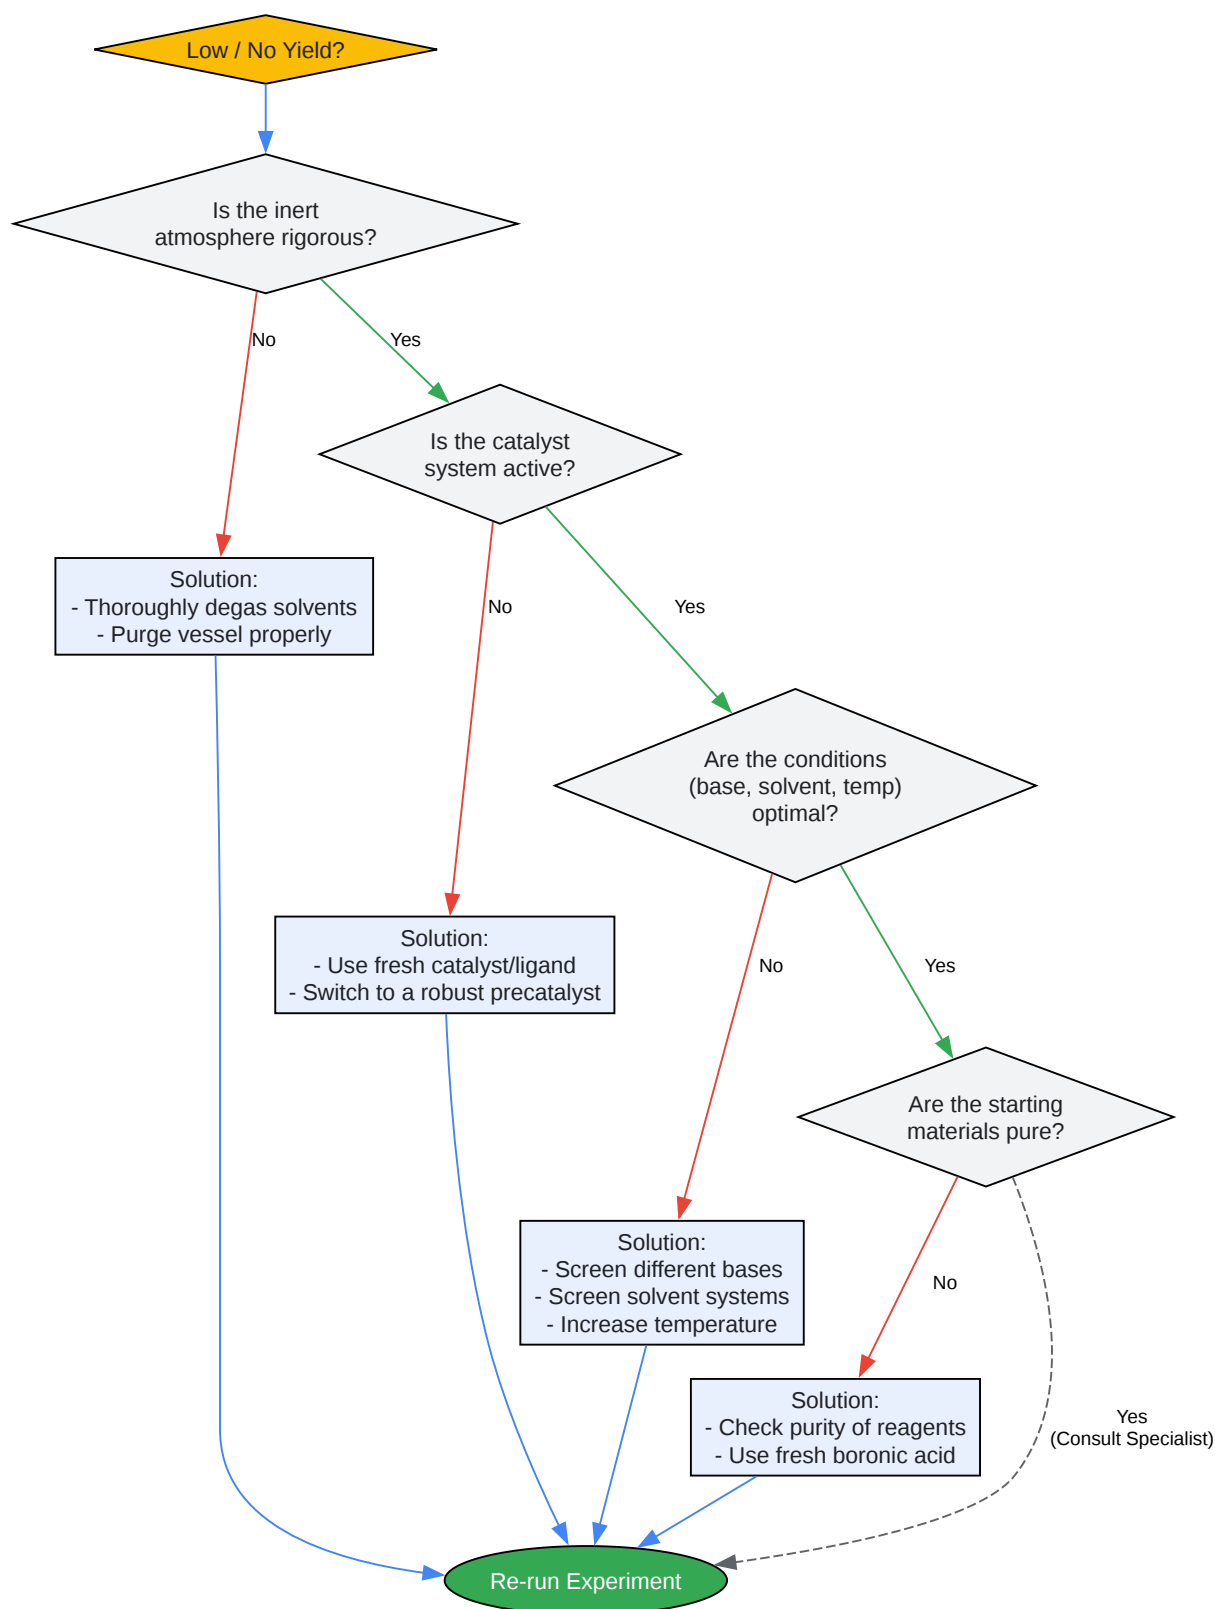 Low / No Yield?
Is the inert
atmosphere rigorous?
No
Yes
Is the catalyst
system active?
Solution:
- Thoroughly degas solvents
- Purge vessel properly
No
Yes
Are the conditions
(base, solvent, temp)
optimal?
Solution:
- Use fresh catalyst/ligand
- Switch to a robust precatalyst
No
Yes
Are the starting
materials pure?
Solution:
- Screen different bases
- Screen solvent systems
- Increase temperature
No
Solution:
- Check purity of reagents
- Use fresh boronic acid
Yes
(Consult Specialist)
Re-run Experiment